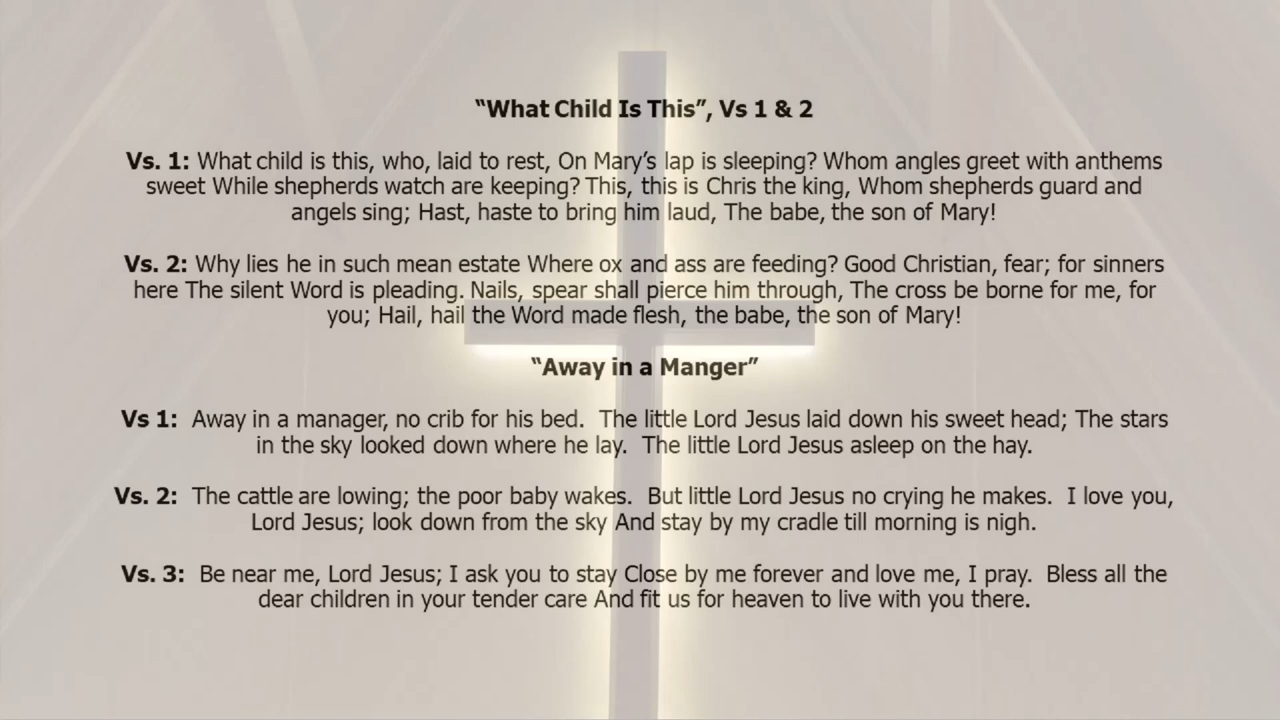 “What Child Is This”, Vs 1 & 2
Vs. 1: What child is this, who, laid to rest, On Mary’s lap is sleeping? Whom angles greet with anthems
sweet While shepherds watch are keeping? This, this is Chris the king, Whom shepherds guard and
angels sing; Hast, haste to bring him laud, The babe, the son of Mary!
Vs. 2: Why lies he in such mean estate Where ox and ass are feeding? Good Christian, fear; for sinners
here The silent Word is pleading. Nails, spear shall pierce him through, The cross be borne for me, for
you; Hail, hail the Word made flesh, the babe, the son of Mary!
“Away in a Manger”
Vs 1:  Away in a manager, no crib for his bed.  The little Lord Jesus laid down his sweet head; The stars
in the sky looked down where he lay.  The little Lord Jesus asleep on the hay.
Vs. 2:  The cattle are lowing; the poor baby wakes.  But little Lord Jesus no crying he makes.  I love you,
Lord Jesus; look down from the sky And stay by my cradle till morning is nigh.
Vs. 3:  Be near me, Lord Jesus; I ask you to stay Close by me forever and love me, I pray.  Bless all the
dear children in your tender care And fit us for heaven to live with you there.